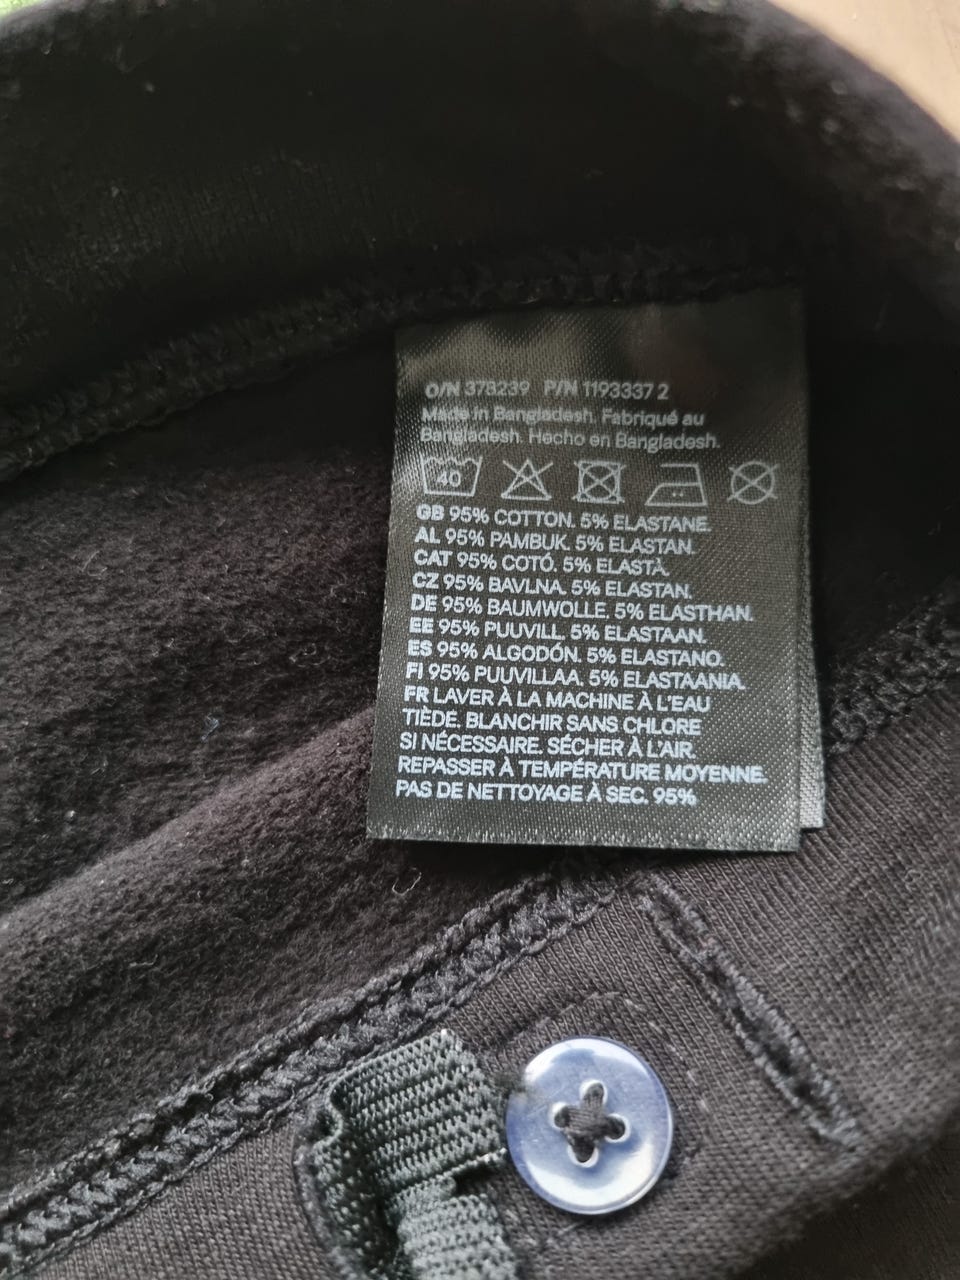 O/N 378239 P/N 1193337 2
Made in Bangladesh. Fabriqué au
Bangladesh. Hecho en Bangladesh.
40
GB 95% COTTON. 5% ELASTANE.
AL 95% PAMBUK. 5% ELASTAN.
CAT 95% COTÓ. 5% ELASTÀ.
CZ 95% BAVLNA. 5% ELASTAN.
DE 95% BAUMWOLLE. 5% ELASTHAN.
EE 95% PUUVILL. 5% ELASTAAN.
ES 95% ALGODÓN. 5% ELASTANO.
FI 95% PUUVILLAA. 5% ELASTAANIA.
FR LAVER À LA MACHINE À L'EAU
TIÈDE. BLANCHIR SANS CHLORE
SI NÉCESSAIRE. SÉCHER À L'AIR.
REPASSER À TEMPÉRATURE MOYENNE.
PAS DE NETTOYAGE À SEC. 95%